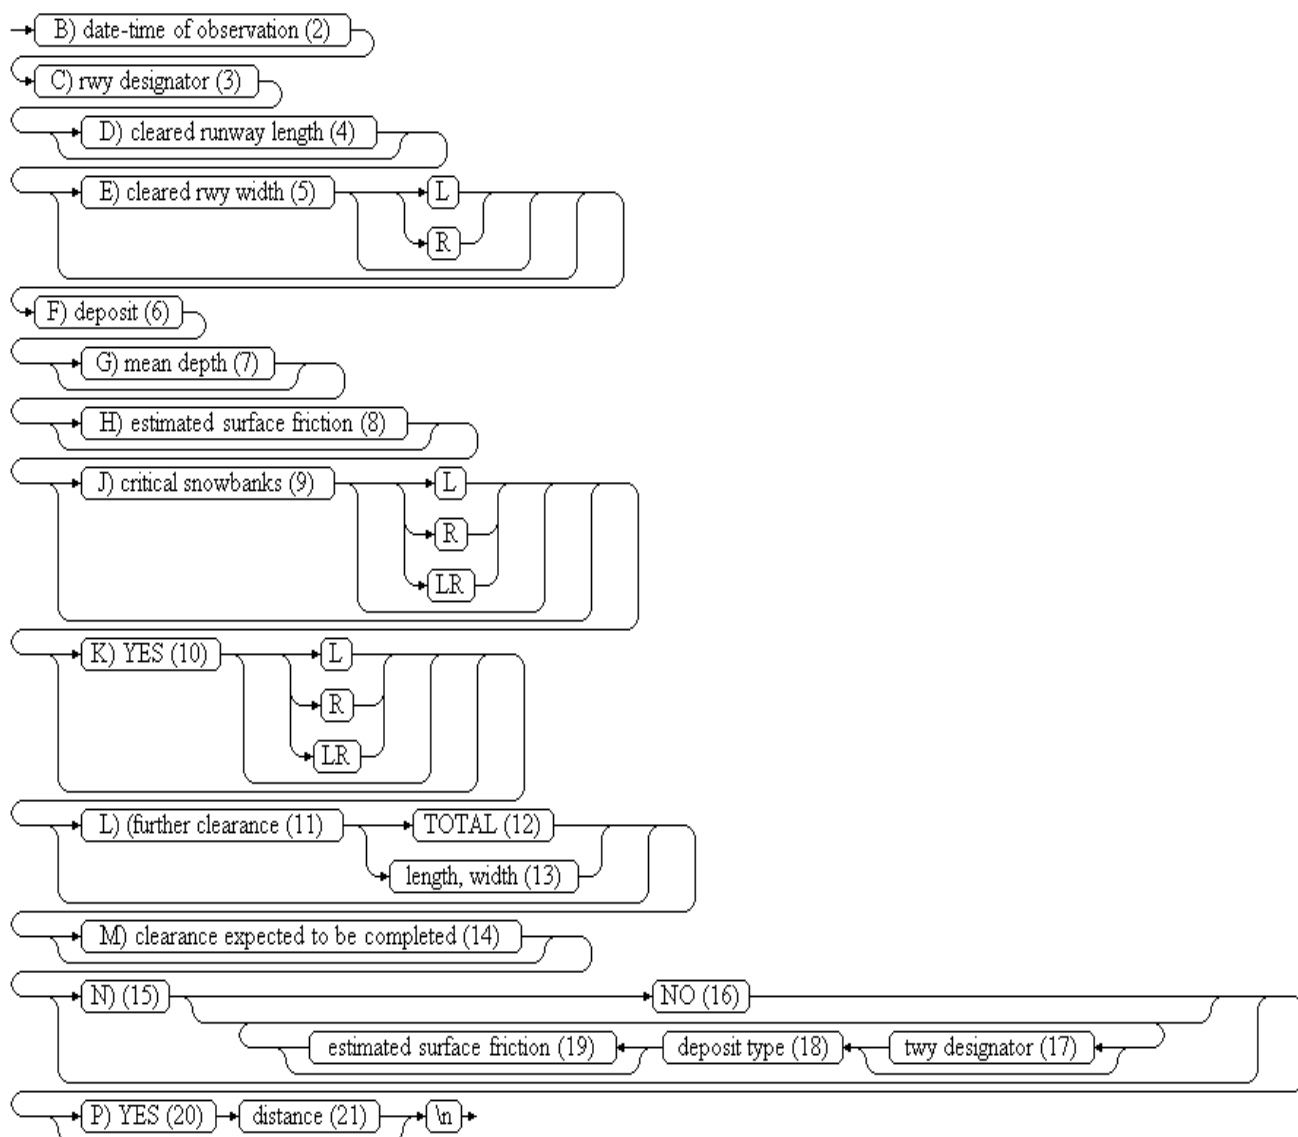 B) date-time of observation (2)
C) rwy designator (3)
D) cleared runway length (4)
E) cleared rwy width (5) L
R
F) deposit (6)
G) mean depth (7)
H) estimated surface friction (8)
J) critical snowbanks (9) L
R
LR
K) YES (10) L
R
LR
L) (further clearance (11) TOTAL (12)
length, width (13)
M) clearance expected to be completed (14)
N) (15) NO (16)
estimated surface friction (19) deposit type (18) twy designator (17)
P) YES (20) distance (21) \n